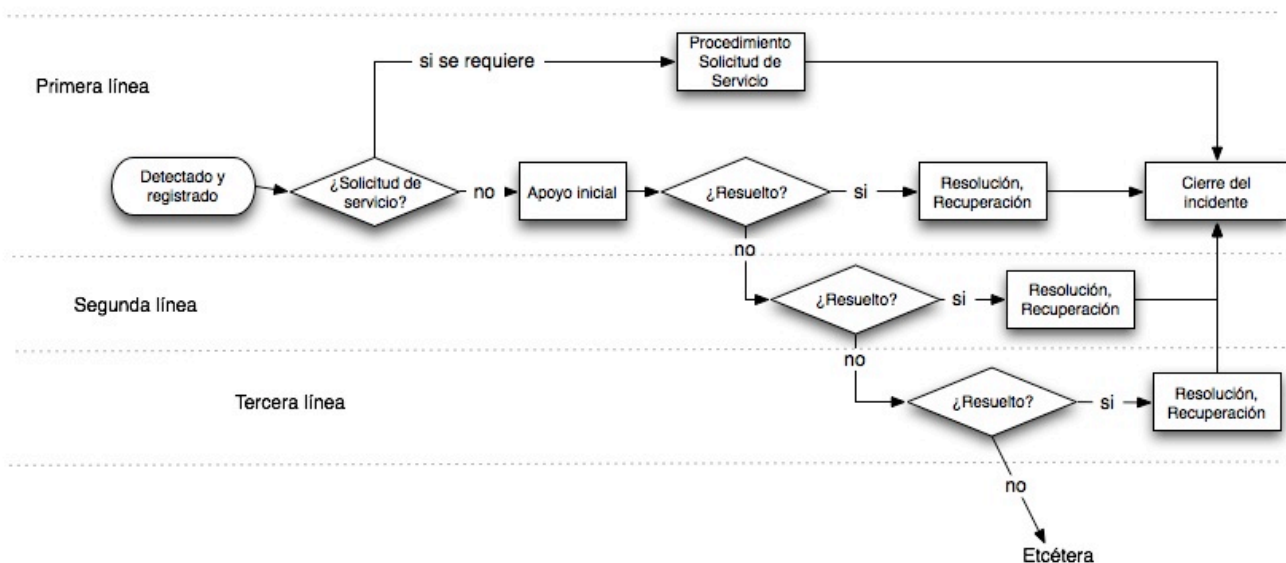 Primera línea
si se requiere
Procedimiento
Solicitud de
Servicio
Detectado y
registrado
¿Solicitud de
servicio?
no
Apoyo inicial
¿Resuelto?
si
Resolución,
Recuperación
Cierre del
incidente
no
Segunda línea
¿Resuelto?
si
Resolución,
Recuperación
no
Tercera línea
¿Resuelto?
si
Resolución,
Recuperación
no
Etcétera